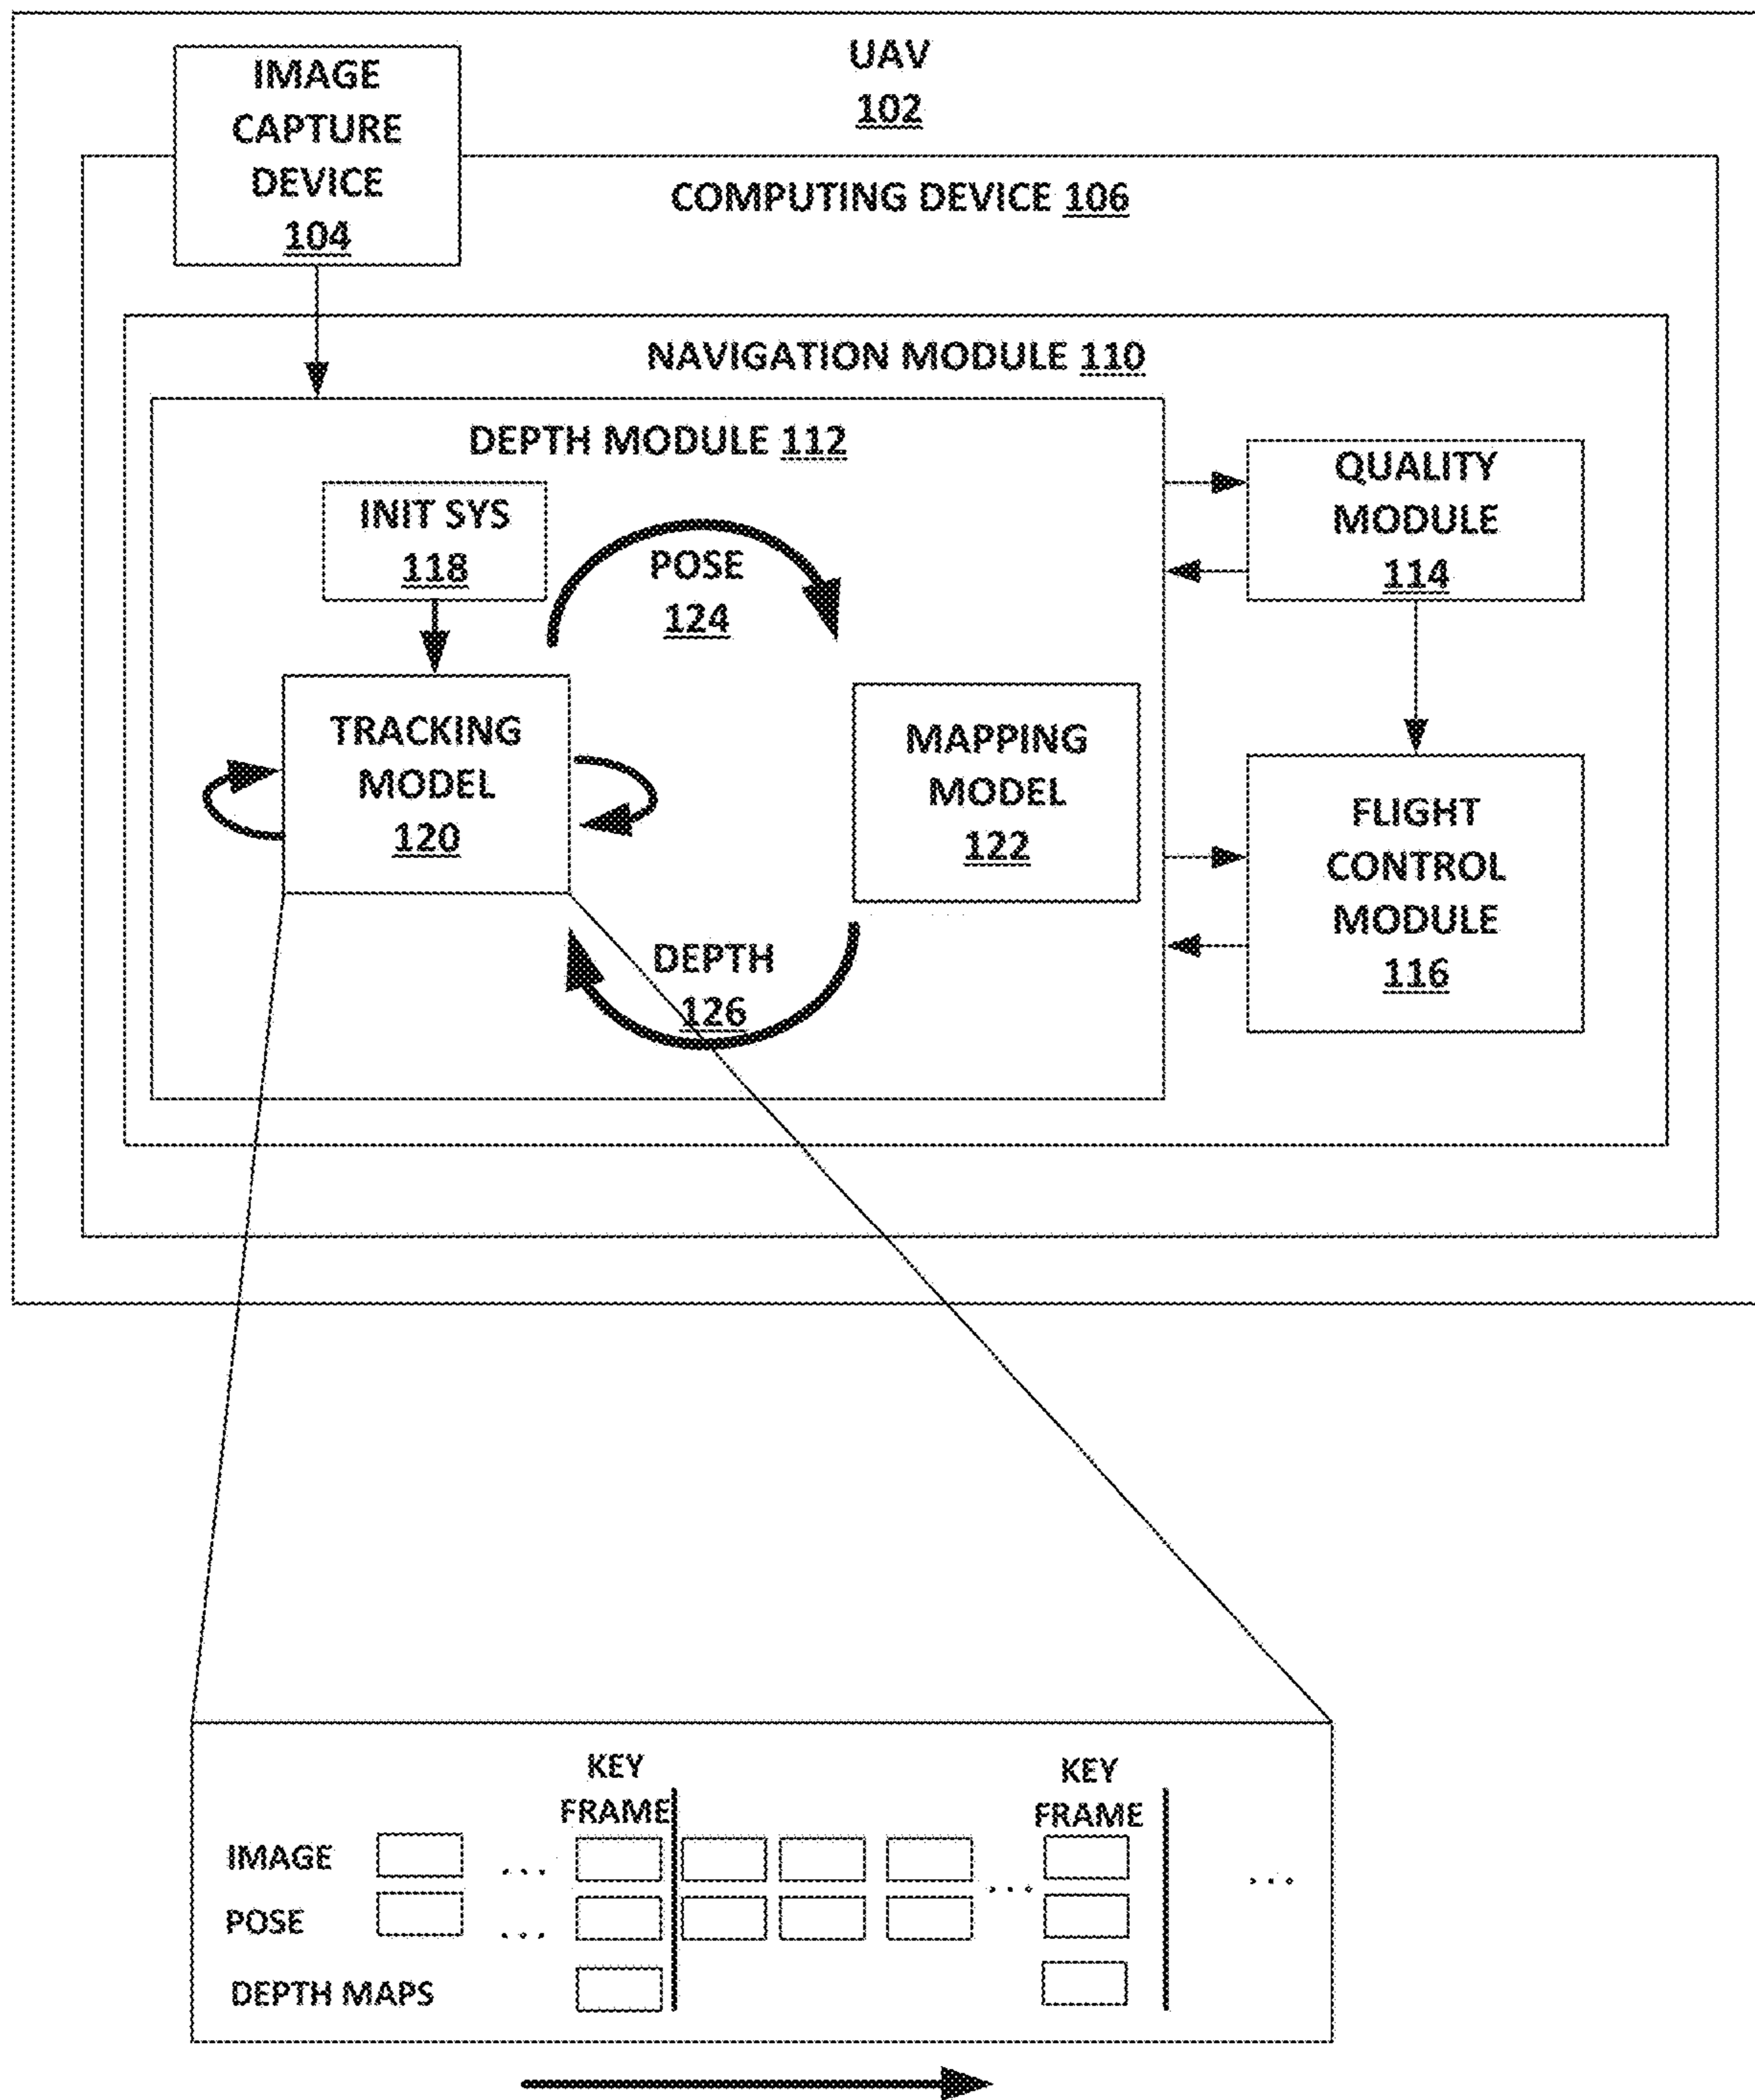 UAV
102
IMAGE
CAPTURE
DEVICE
104
COMPUTING DEVICE 106
NAVIGATION MODULE 110
DEPTH MODULE 112
INIT SYS
118
POSE
124
TRACKING
MODEL
120
MAPPING
MODEL
122
DEPTH
126
QUALITY
MODULE
114
FLIGHT
CONTROL
MODULE
116
KEY
FRAME
KEY
FRAME
IMAGE
...
...
...
POSE
...
DEPTH MAPS